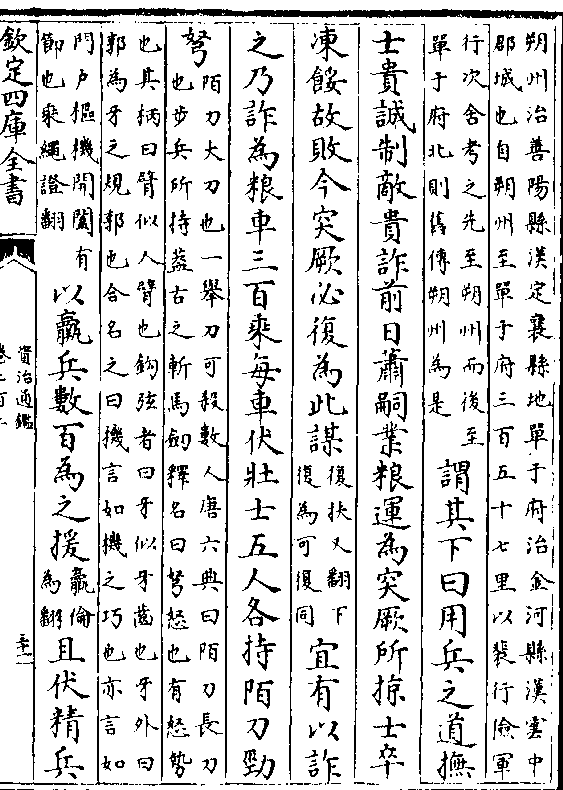 朔州治善陽縣漢定襄縣地單于府治金河縣漢雲中
郡城也自朔州至單于府三百五十七里以裴行儉軍
行次舍考之先至朔州而後至
單于府北則舊傳朔州為是
謂其下曰用兵之道撫
士貴誠制敵貴詐前日蕭嗣業粮運為突厥所掠士卒
凍餒故敗今突厥必復為此謀
復扶又翻下
復為可復同
宜有以詐
之乃詐為粮車三百乘每車伏壯士五人各持陌刀勁
弩
陌刀大刀也一舉刀可殺數人唐六典曰陌刀長刀
也步兵所持葢古之斬馬劒釋名曰弩怒也有怒勢
也其柄曰臂似人臂也鈎弦者曰牙似牙齒也牙外曰
郭為牙之規郭也合名之曰機言如機之巧也亦言如
門戸樞機開闔有
節也乘繩證翻
以羸兵數百為之援
羸倫
為翻
且伏精兵
欽定四庫全書
資治通鑑